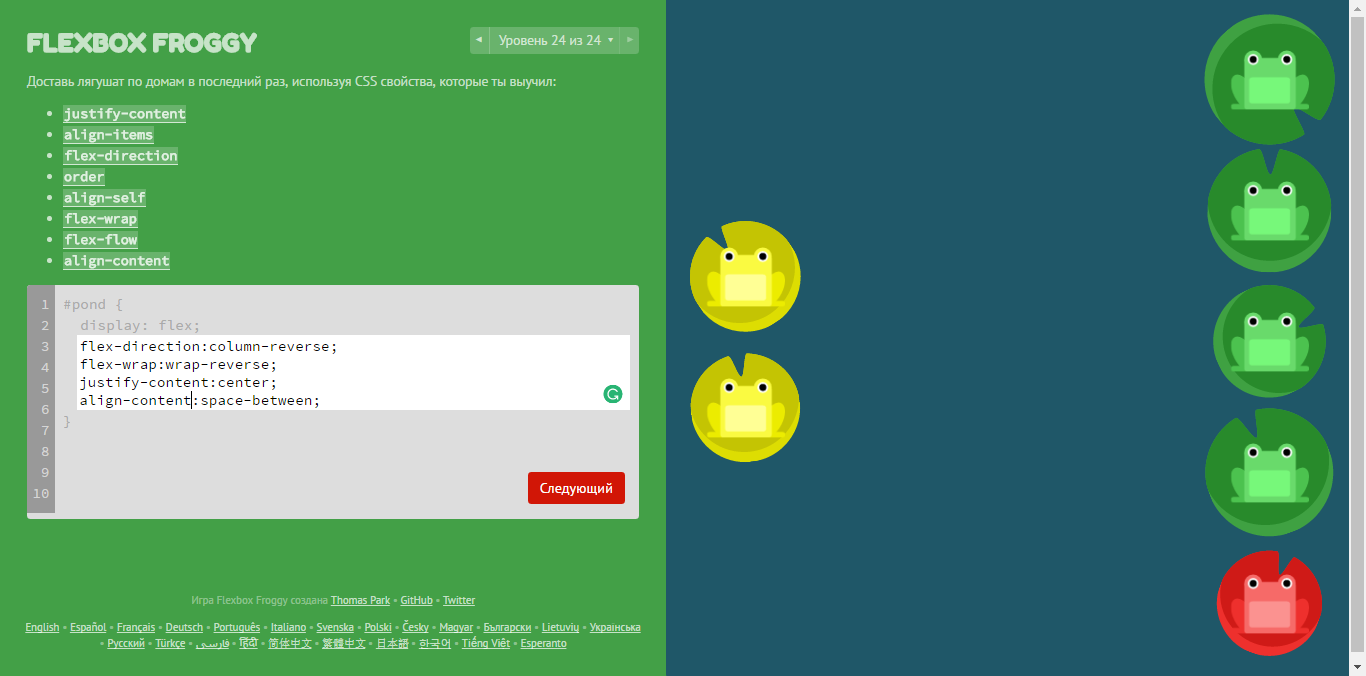 FLEXBOX FROGGY
◂ Уровень 24 из 24 ▾ ▸
Доставь лягушат по домам в последний раз, используя CSS свойства, которые ты выучил:
• justify-content
• align-items
• flex-direction
• order
• align-self
• flex-wrap
• flex-flow
• align-content
1 #pond {
2 display: flex;
3 flex-direction:column-reverse;
4 flex-wrap:wrap-reverse;
5 justify-content:center;
6 align-content:space-between;
7 }
8
9
10
Следующий
Игра Flexbox Froggy создана Thomas Park • GitHub • Twitter
English • Español • Français • Deutsch • Português • Italiano • Svenska • Polski • Česky • Magyar • Български • Lietuvių • Українська
• Русский • Türkçe • فارسی • हिंदी • 简体中文 • 繁體中文 • 日本語 • 한국어 • Tiếng Việt • Esperanto